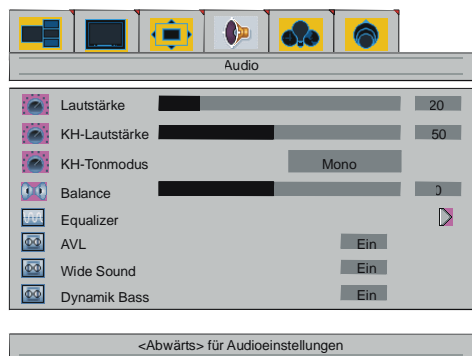 Audio
Lautstärke 20
KH-Lautstärke 50
KH-Tonmodus Mono
Balance 0
Equalizer
AVL Ein
Wide Sound Ein
Dynamik Bass Ein
<Abwärts> für Audioeinstellungen